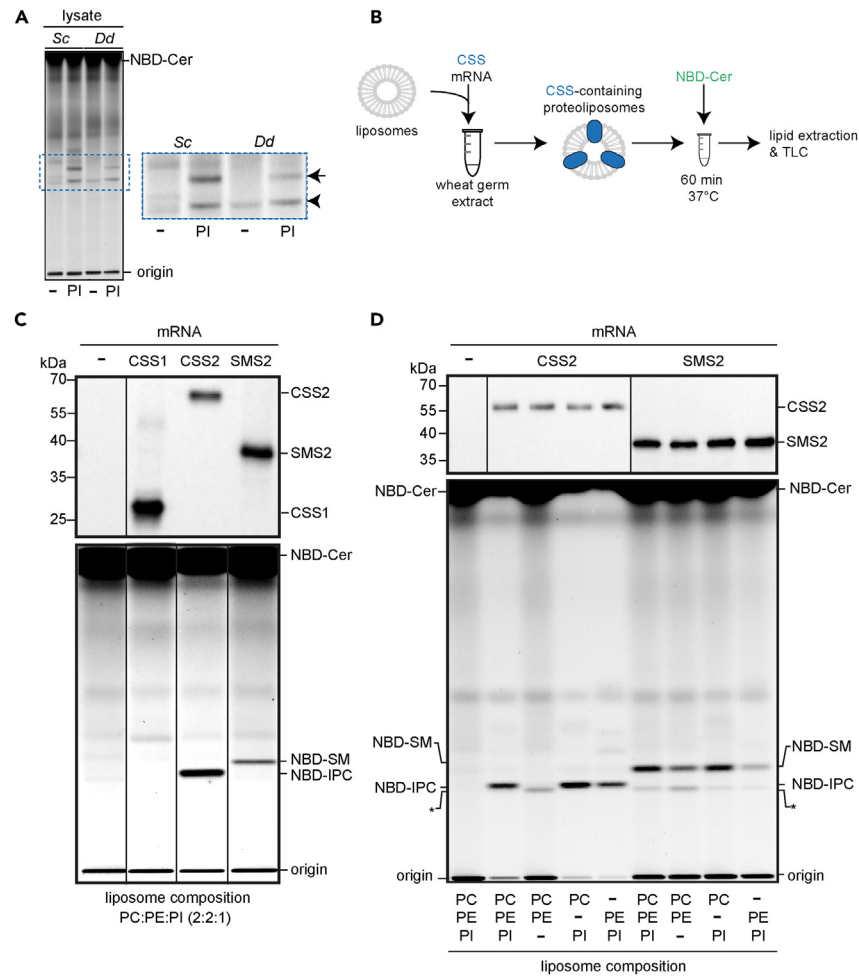 A
lysate
Sc Dd
NBD-Cer
Sc Dd
- PI - PI
origin
- PI - PI
B
CSS
mRNA
liposomes
wheat germ
extract
CSS-containing
proteoliposomes
NBD-Cer
60 min
37°C
lipid extraction
& TLC
C
mRNA
kDa - CSS1 CSS2 SMS2
70
55
40
35
25
CSS2
SMS2
CSS1
NBD-Cer
NBD-SM
NBD-IPC
origin
liposome composition
PC:PE:PI (2:2:1)
D
mRNA
- CSS2 SMS2
kDa
70
55
40
35
CSS2
SMS2
NBD-Cer NBD-Cer
NBD-SM NBD-SM
NBD-IPC NBD-IPC
* *
origin origin
PC PC PC PC - PC PC PC -
PE PE PE - PE PE PE - PE
PI PI - PI PI PI - PI PI
liposome composition